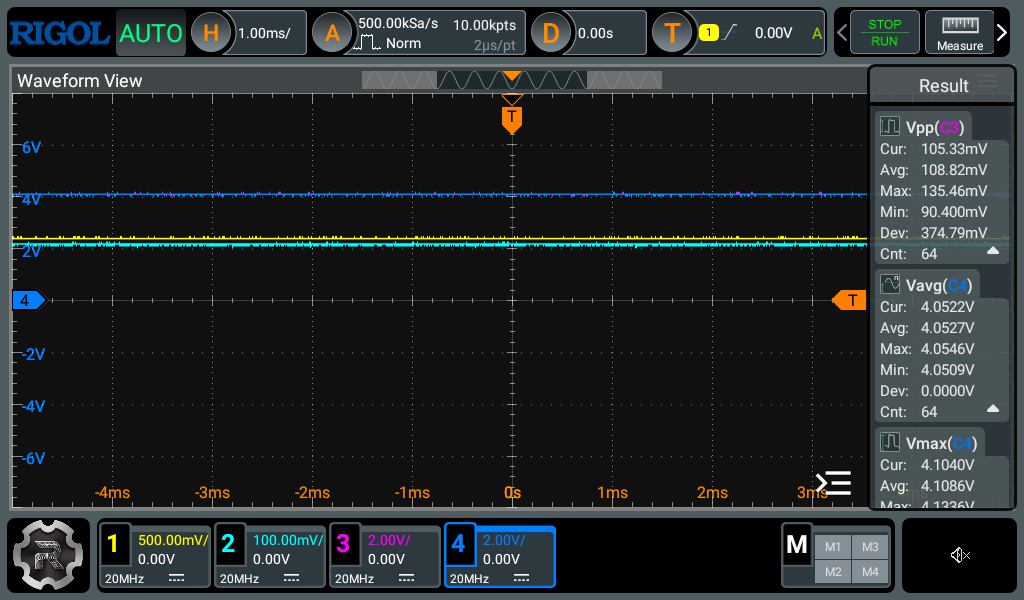 RIGOL AUTO H 1.00ms/ A 500.00kSa/s 10.00kpts D 0.00s T 1 0.00V A STOP
Norm 2µs/pt RUN Measure
Waveform View
Result
T
6V
4V
2V
4 T
-2V
-4V
-6V
-4ms -3ms -2ms -1ms 0s 1ms 2ms 3ms
Vpp(C3)
Cur: 105.33mV
Avg: 108.82mV
Max: 135.46mV
Min: 90.400mV
Dev: 374.79mV
Cnt: 64
Vavg(C4)
Cur: 4.0522V
Avg: 4.0527V
Max: 4.0546V
Min: 4.0509V
Dev: 0.0000V
Cnt: 64
Vmax(C4)
Cur: 4.1040V
Avg: 4.1086V
Max: 4.1336V
1 500.00mV/ 2 100.00mV/ 3 2.00V/ 4 2.00V/
0.00V 0.00V 0.00V 0.00V
20MHz 20MHz 20MHz 20MHz
M M1 M3
M2 M4